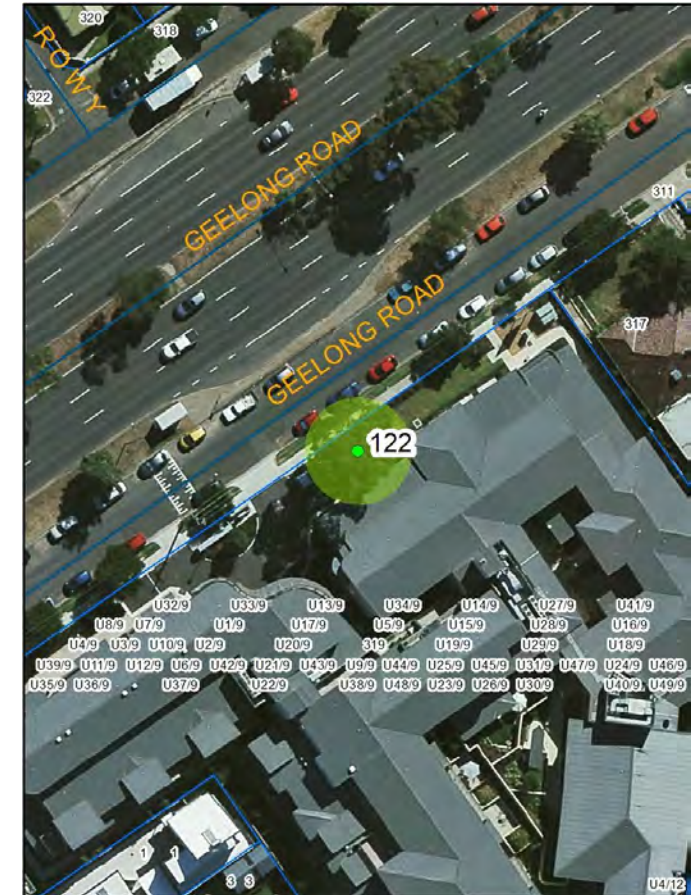 320
318
R O W Y
322
GEELONG ROAD
311
GEELONG ROAD
317
122
U32/9 U33/9 U13/9 U34/9 U14/9 U27/9 U41/9
U8/9 U7/9 U1/9 U17/9 U5/9 U15/9 U28/9 U16/9
U4/9 U3/9 U10/9 U2/9 U20/9 319 U19/9 U29/9 U18/9
U39/9 U11/9 U12/9 U6/9 U42/9 U21/9 U43/9 U9/9 U44/9 U25/9 U45/9 U31/9 U47/9 U24/9 U46/9
U35/9 U36/9 U37/9 U22/9 U38/9 U48/9 U23/9 U26/9 U30/9 U40/9 U49/9
1 1
3 3
U4/12